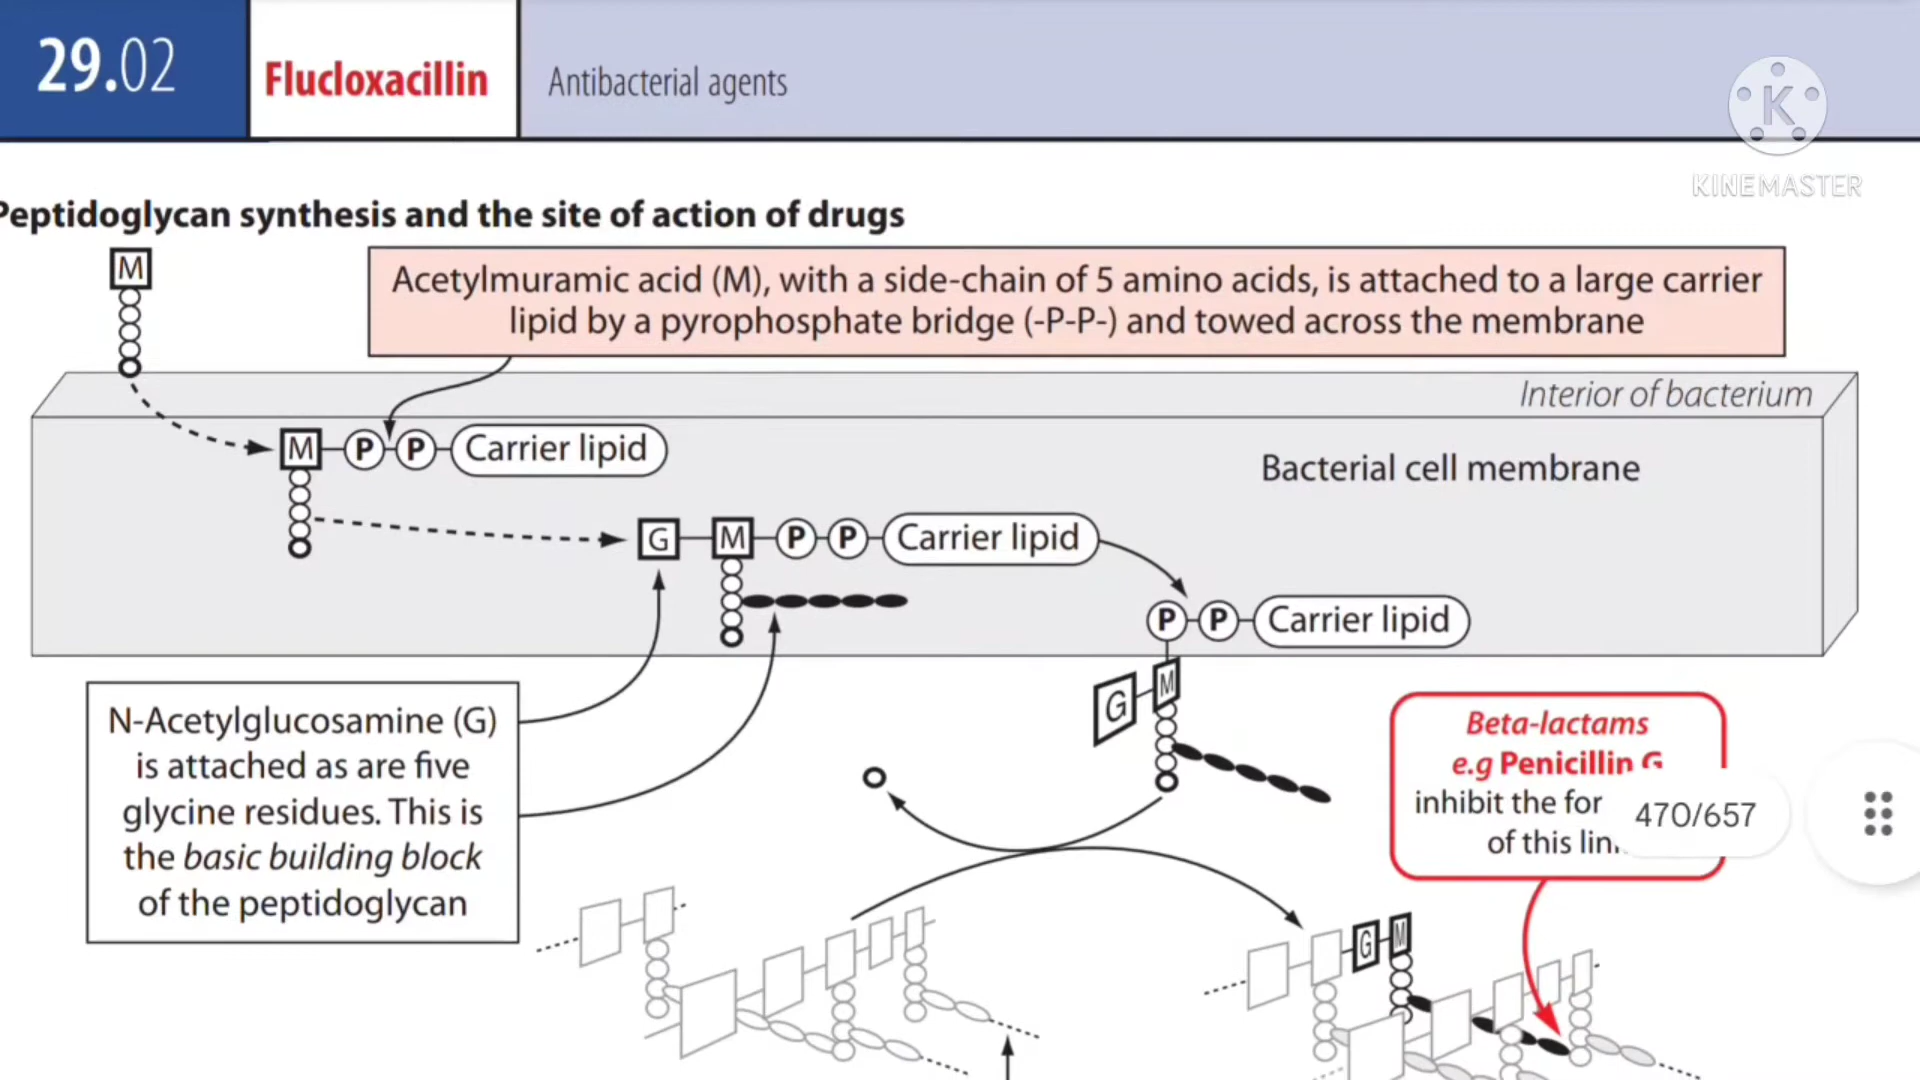 29.02
Flucloxacillin
Antibacterial agents
K
KINEMASTER
Peptidoglycan synthesis and the site of action of drugs
M
Acetylmuramic acid (M), with a side-chain of 5 amino acids, is attached to a large carrier
lipid by a pyrophosphate bridge (-P-P-) and towed across the membrane
Interior of bacterium
M P P Carrier lipid
Bacterial cell membrane
G M P P Carrier lipid
P P Carrier lipid
G M
N-Acetylglucosamine (G)
is attached as are five
glycine residues. This is
the basic building block
of the peptidoglycan
Beta-lactams
e.g Penicillin G
inhibit the for
of this
470/657
G M